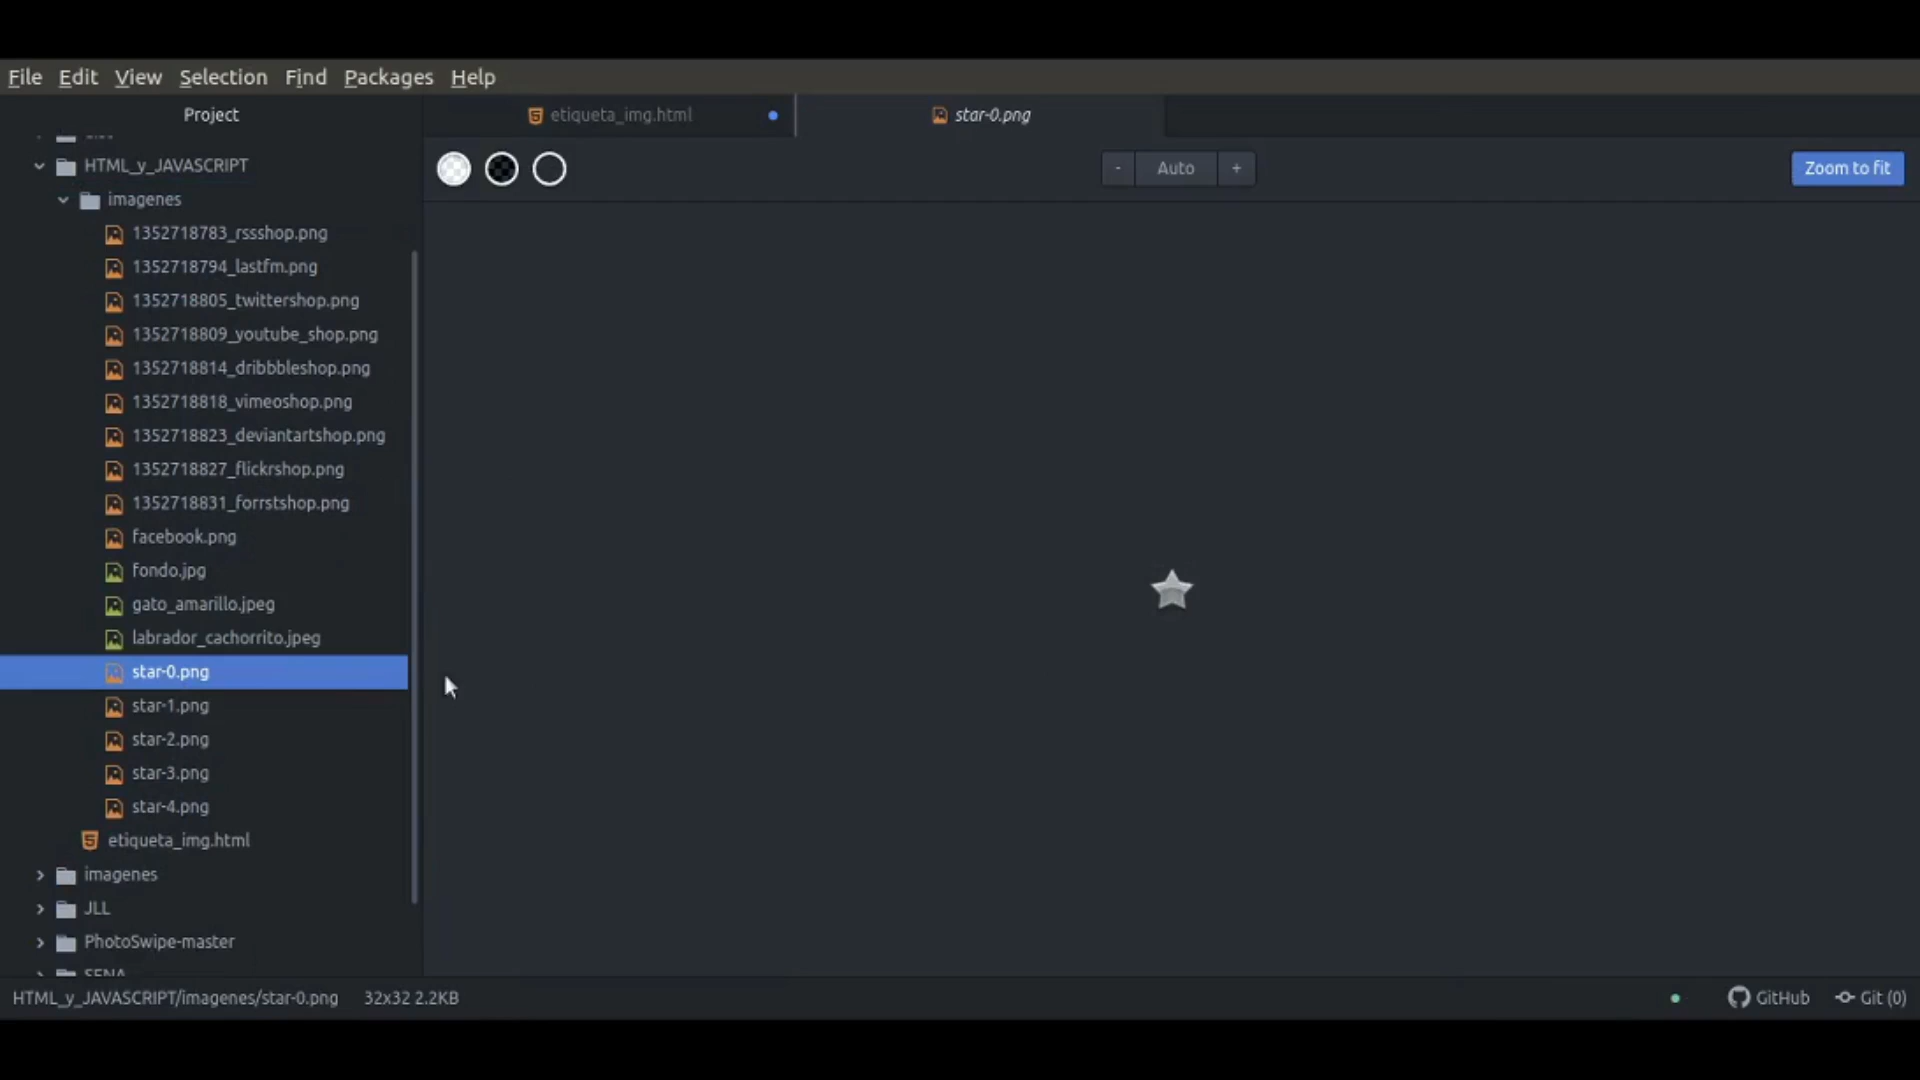 File Edit View Selection Find Packages Help
Project
etiqueta_img.html
star-0.png
HTML_y_JAVASCRIPT
- Auto +
Zoom to fit
imagenes
1352718783_rssshop.png
1352718794_lastfm.png
1352718805_twittershop.png
1352718809_youtube_shop.png
1352718814_dribbbleshop.png
1352718818_vimeoshop.png
1352718823_deviantartshop.png
1352718827_flickrshop.png
1352718831_forrstshop.png
facebook.png
fondo.jpg
gato_amarillo.jpeg
labrador_cachorrito.jpeg
star-0.png
star-1.png
star-2.png
star-3.png
star-4.png
etiqueta_img.html
imagenes
JLL
PhotoSwipe-master
SENA
HTML_y_JAVASCRIPT/imagenes/star-0.png 32x32 2.2KB
GitHub
Git (0)